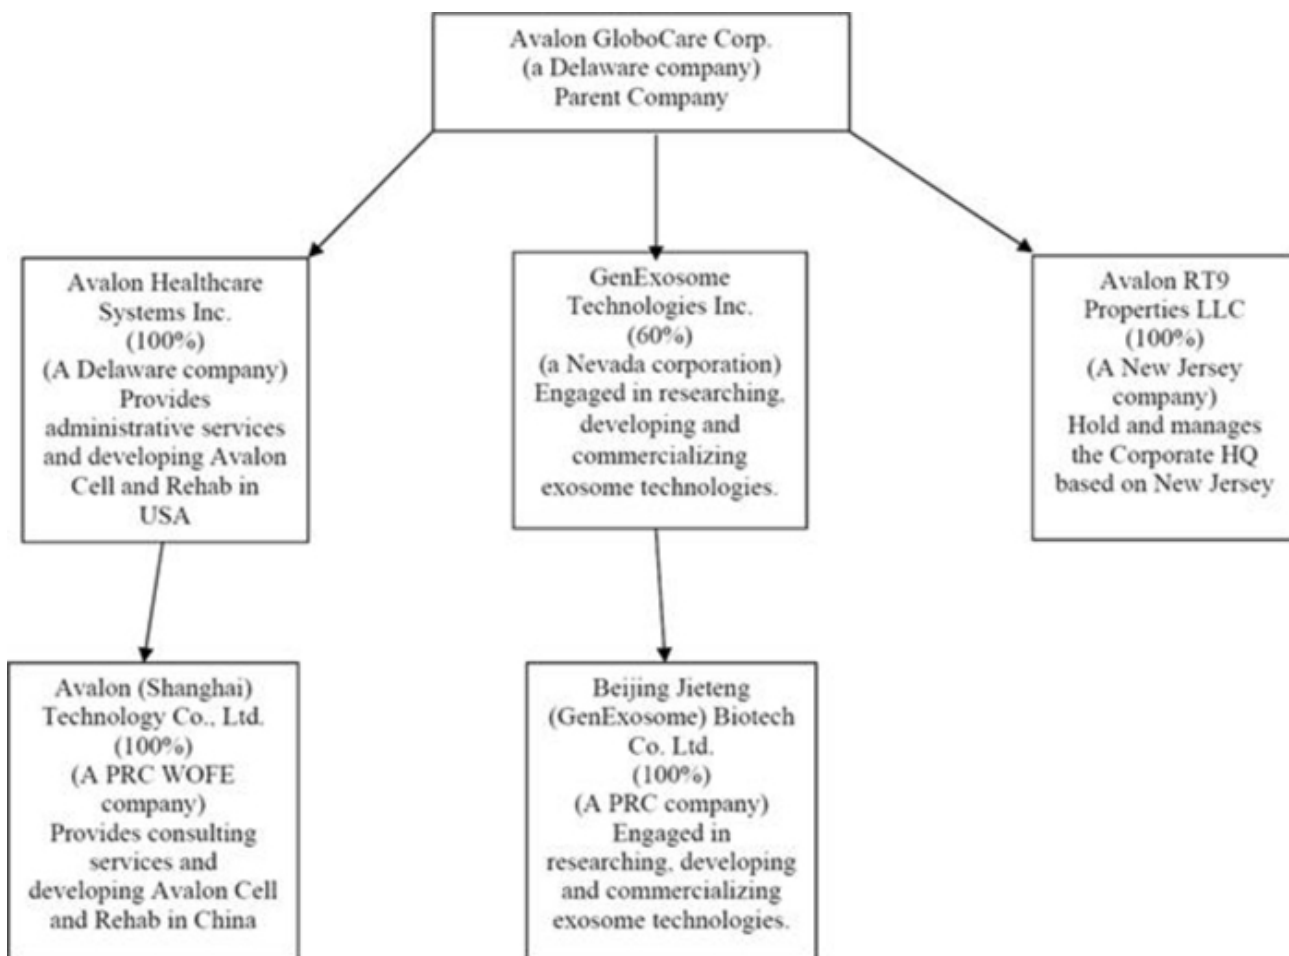 Avalon GloboCare Corp.
(a Delaware company)
Parent Company
Avalon Healthcare
Systems Inc.
(100%)
(A Delaware company)
Provides
administrative services
and developing Avalon
Cell and Rehab in
USA
GenExosome
Technologies Inc.
(60%)
(a Nevada corporation)
Engaged in researching,
developing and
commercializing
exosome technologies.
Avalon RT9
Properties LLC
(100%)
(A New Jersey
company)
Hold and manages
the Corporate HQ
based on New Jersey
Avalon (Shanghai)
Technology Co., Ltd.
(100%)
(A PRC WOFE
company)
Provides consulting
services and
developing Avalon Cell
and Rehab in China
Beijing Jieteng
(GenExosome) Biotech
Co. Ltd.
(100%)
(A PRC company)
Engaged in
researching, developing
and commercializing
exosome technologies.